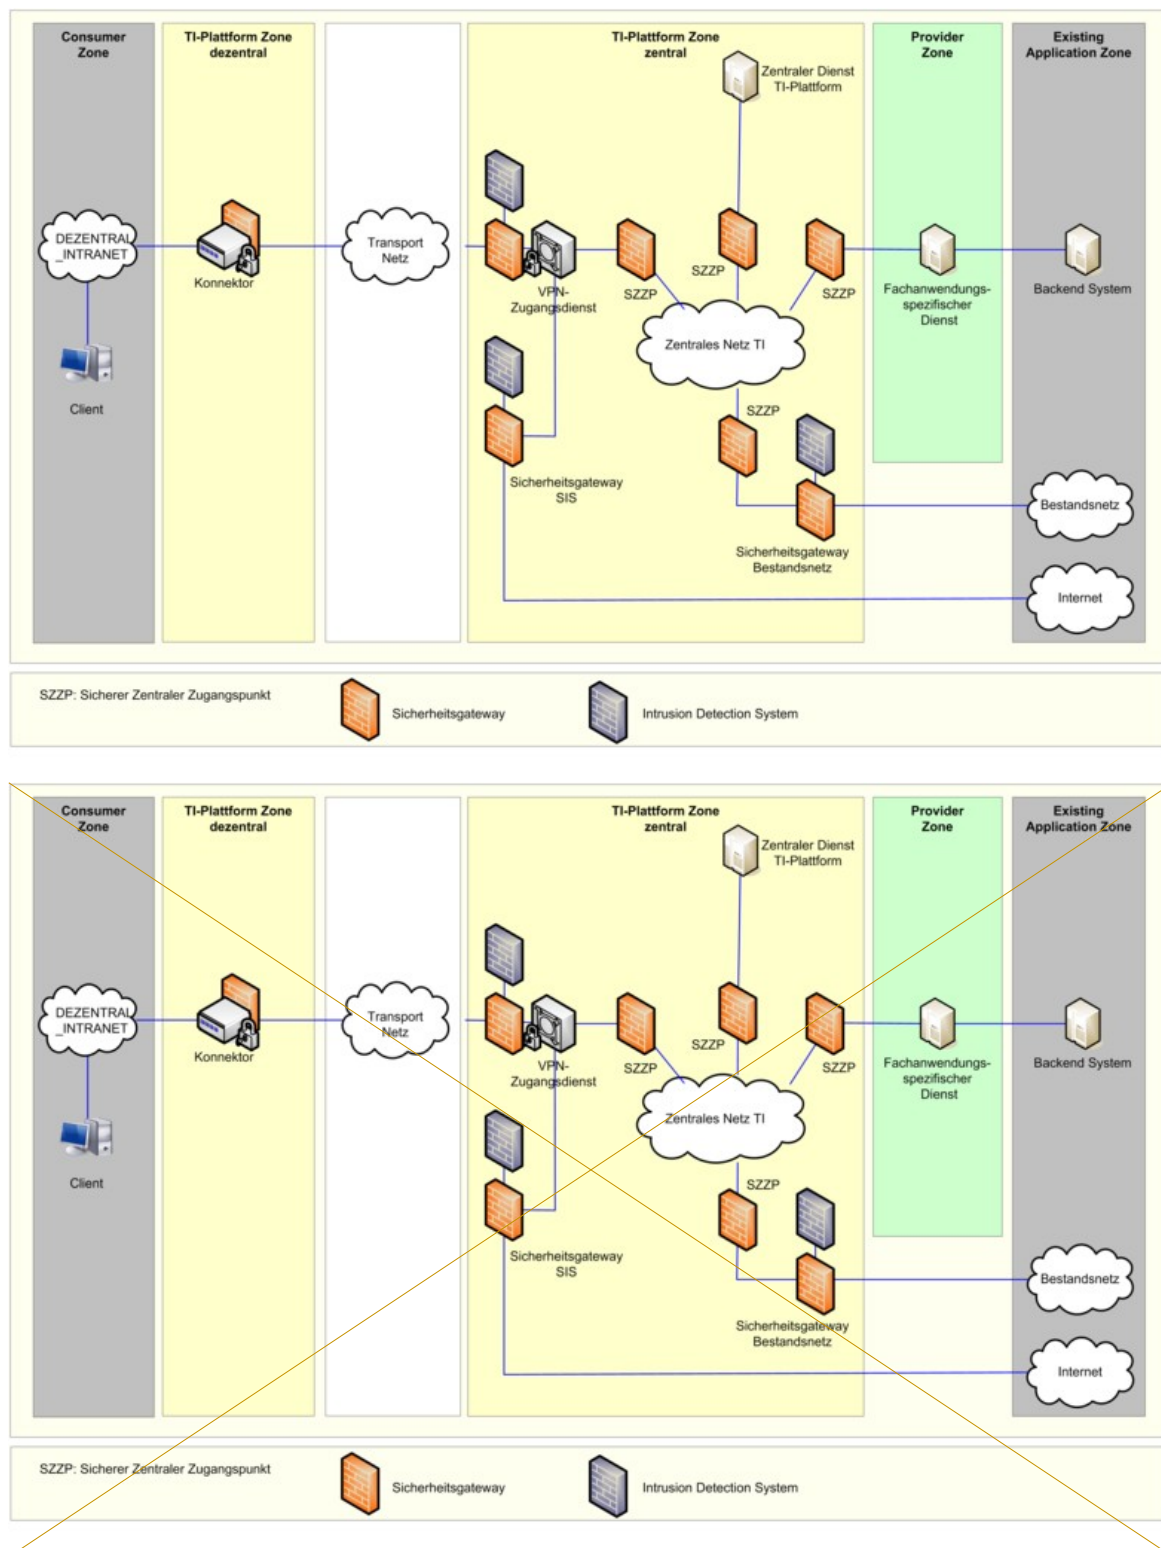 Consumer
Zone
TI-Plattform Zone
dezentral
TI-Plattform Zone
zentral
Provider
Zone
Existing
Application Zone
Zentraler Dienst
TI-Plattform
DEZENTRAL
_INTRANET
Konnektor
Transport
Netz
VPN-
Zugangsdienst
SZZP
SZZP
SZZP
Fachanwendungs-
spezifischer
Dienst
Backend System
Zentrales Netz TI
Client
SZZP
Sicherheitsgateway
SIS
Bestandsnetz
Sicherheitsgateway
Bestandsnetz
Internet
SZZP: Sicherer Zentraler Zugangspunkt
Sicherheitsgateway
Intrusion Detection System
Consumer
Zone
TI-Plattform Zone
dezentral
TI-Plattform Zone
zentral
Provider
Zone
Existing
Application Zone
Zentraler Dienst
TI-Plattform
DEZENTRAL
_INTRANET
Konnektor
Transport
Netz
VPN-
Zugangsdienst
SZZP
SZZP
SZZP
Fachanwendungs-
spezifischer
Dienst
Backend System
Zentrales Netz TI
Client
SZZP
Sicherheitsgateway
SIS
Bestandsnetz
Sicherheitsgateway
Bestandsnetz
Internet
SZZP: Sicherer Zentraler Zugangspunkt
Sicherheitsgateway
Intrusion Detection System